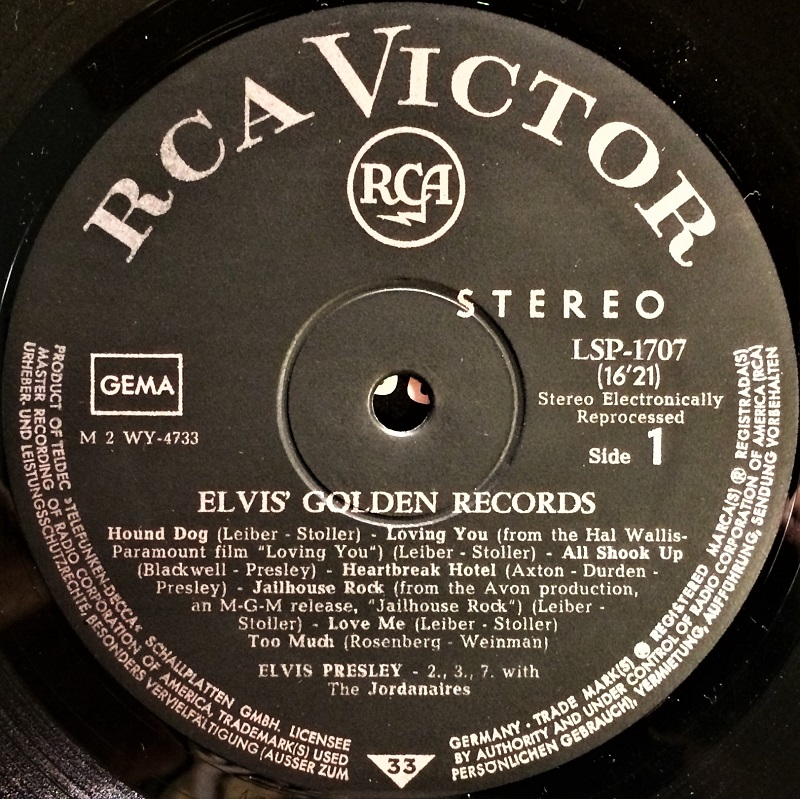 RCA VICTOR
RCA
STEREO
LSP-1707
(16'21)
Stereo Electronically
Reprocessed
Side 1
GEMA
M 2 WY-4733
ELVIS' GOLDEN RECORDS
Hound Dog (Leiber - Stoller) - Loving You (from the Hal Wallis-
Paramount film "Loving You") (Leiber - Stoller) - All Shook Up
(Blackwell - Presley) - Heartbreak Hotel (Axton - Durden -
Presley) - Jailhouse Rock (from the Avon production,
an M-G-M release, "Jailhouse Rock") (Leiber -
Stoller) - Love Me (Leiber - Stoller)
Too Much (Rosenberg - Weinman)
ELVIS PRESLEY - 2., 3., 7. with
The Jordanaires
PRODUCT OF TELDEC »TELEFUNKEN-DECCA« SCHALLPLATTEN GMBH, LICENSEE
MASTER RECORDING OF RADIO CORPORATION OF AMERICA, TRADEMARK(S) USED
URHEBER- UND LEISTUNGSSCHUTZRECHTE, BESONDERS VERVIELFÄLTIGUNG (AUSSER ZUM
33
GERMANY · TRADE MARK(S) ® REGISTERED MARCA(S) ® REGISTRADA(S)
BY AUTHORITY AND UNDER CONTROL OF RADIO CORPORATION OF AMERICA (RCA)
PERSÖNLICHEN GEBRAUCH), VERMIETUNG, AUFFÜHRUNG, SENDUNG VORBEHALTEN